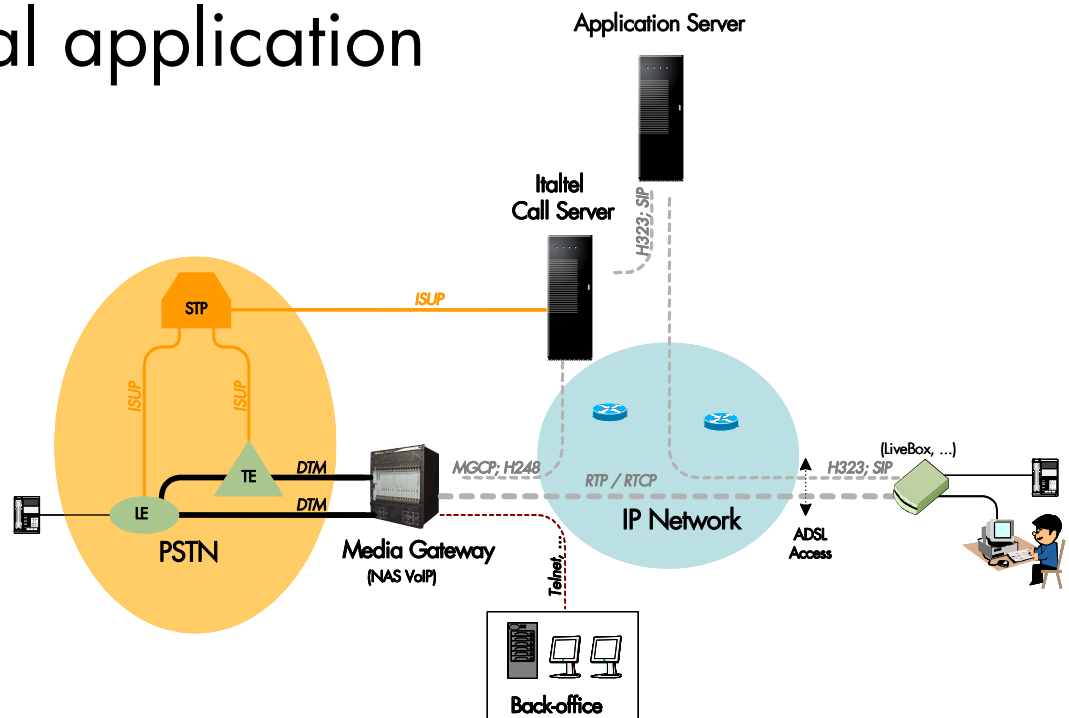 al application
Application Server
Italtel
Call Server
H323; SIP
STP
ISUP
ISUP
ISUP
(LiveBox, ...)
TE
DTM
MGCP; H248
H323; SIP
RTP / RTCP
LE
DTM
IP Network
ADSL
Access
PSTN
Media Gateway
(NAS VoIP)
Telnet, ...
Back-office